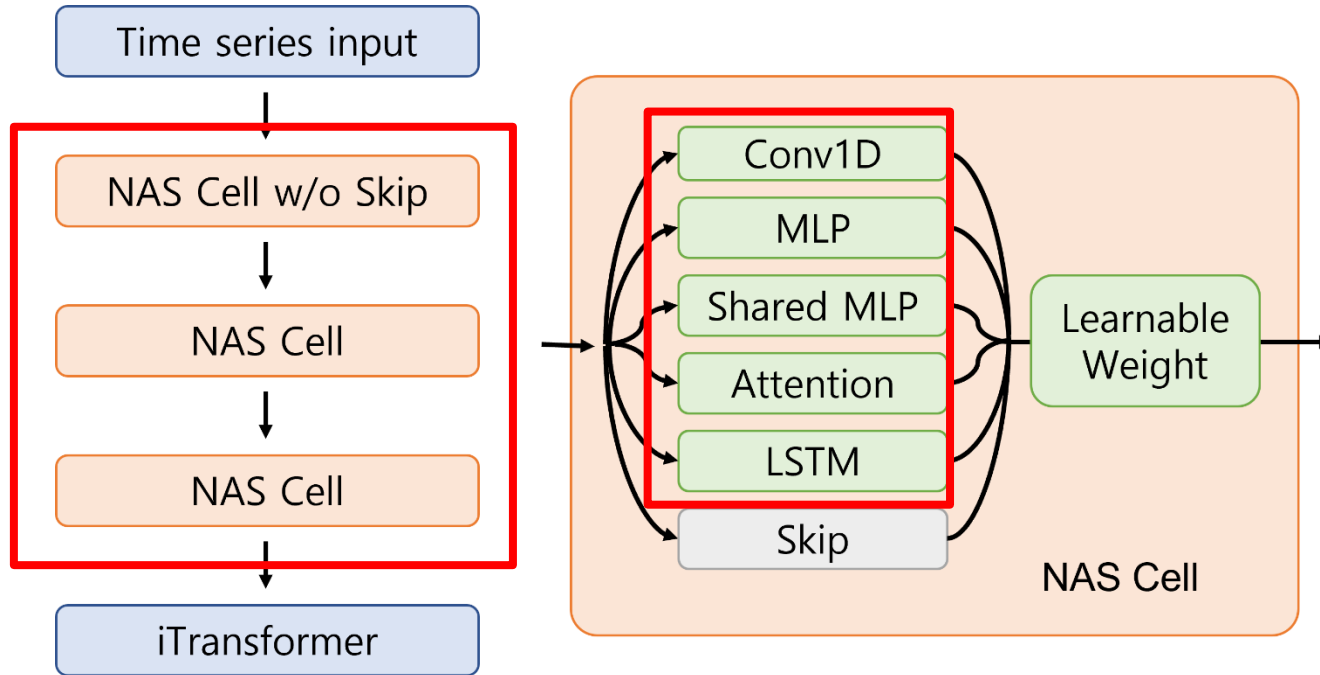 Time series input
NAS Cell w/o Skip
NAS Cell
NAS Cell
iTransformer
Conv1D
MLP
Shared MLP
Attention
LSTM
Skip
Learnable
Weight
NAS Cell